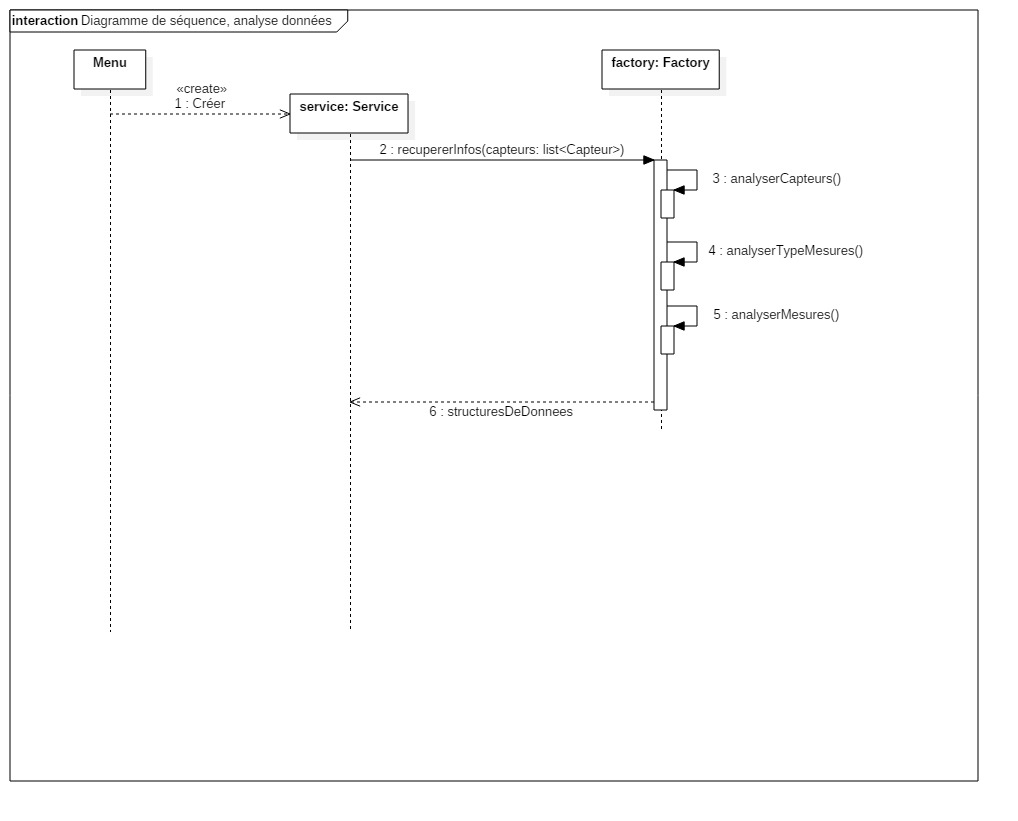 interaction Diagramme de séquence, analyse données
Menu
factory: Factory
«create»
1 : Créer
service: Service
2 : recupererInfos(capteurs: list<Capteur>)
3 : analyserCapteurs()
4 : analyserTypeMesures()
5 : analyserMesures()
6 : structuresDeDonnees